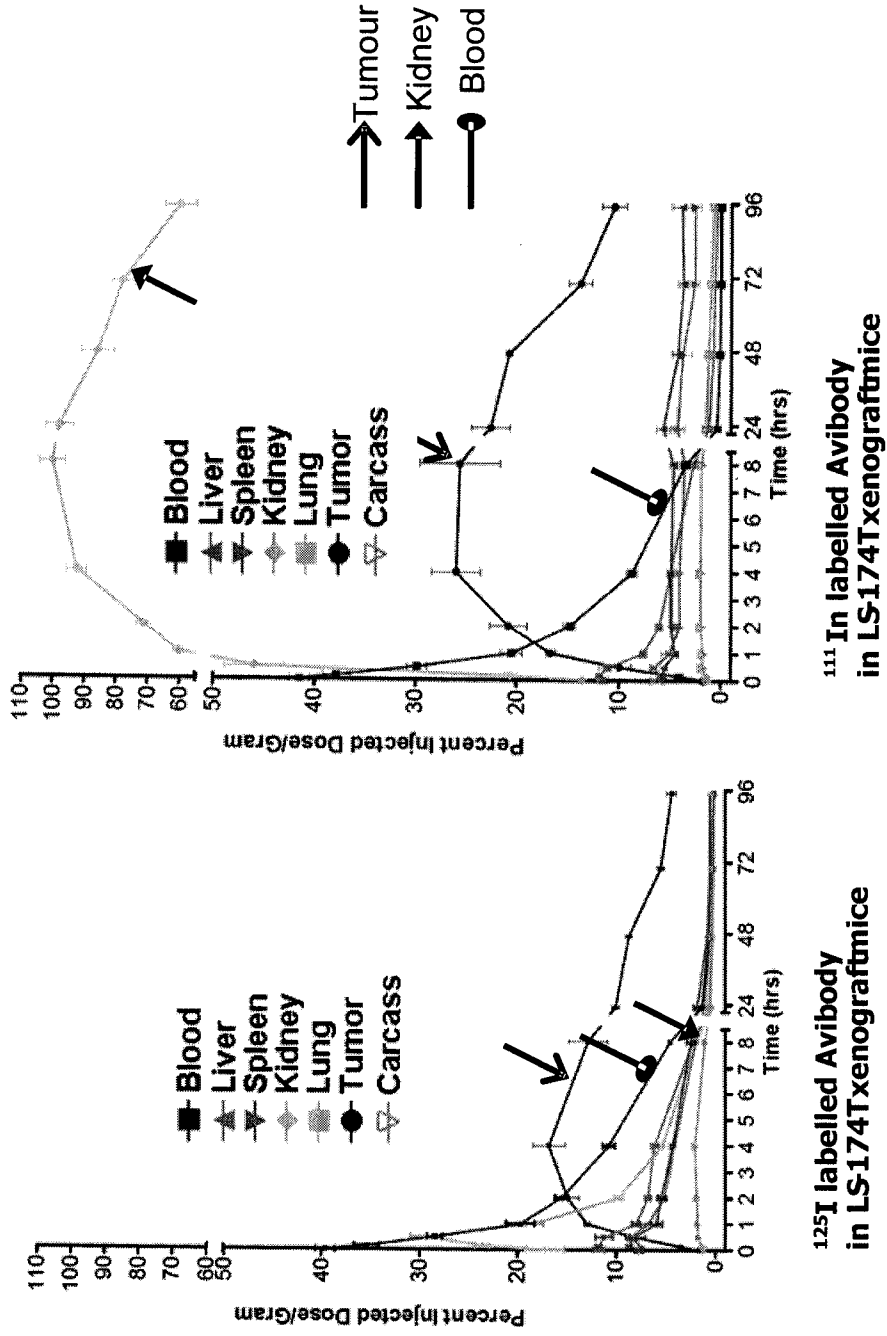 Percent Injected Dose/Gram
110
100
90
80
70
60
50
40
30
20
10
0
Blood
Liver
Spleen
Kidney
Lung
Tumor
Carcass
0 1 2 3 4 5 6 7 8 24 48 72 96
Time (hrs)
125I labelled Avibody
in LS-174Txenograftmice
Percent Injected Dose/Gram
110
100
90
80
70
60
50
40
30
20
10
0
Blood
Liver
Spleen
Kidney
Lung
Tumor
Carcass
0 1 2 3 4 5 6 7 8 24 48 72 96
Time (hrs)
111 In labelled Avibody
in LS-174Txenograftmice
Tumour
Kidney
Blood